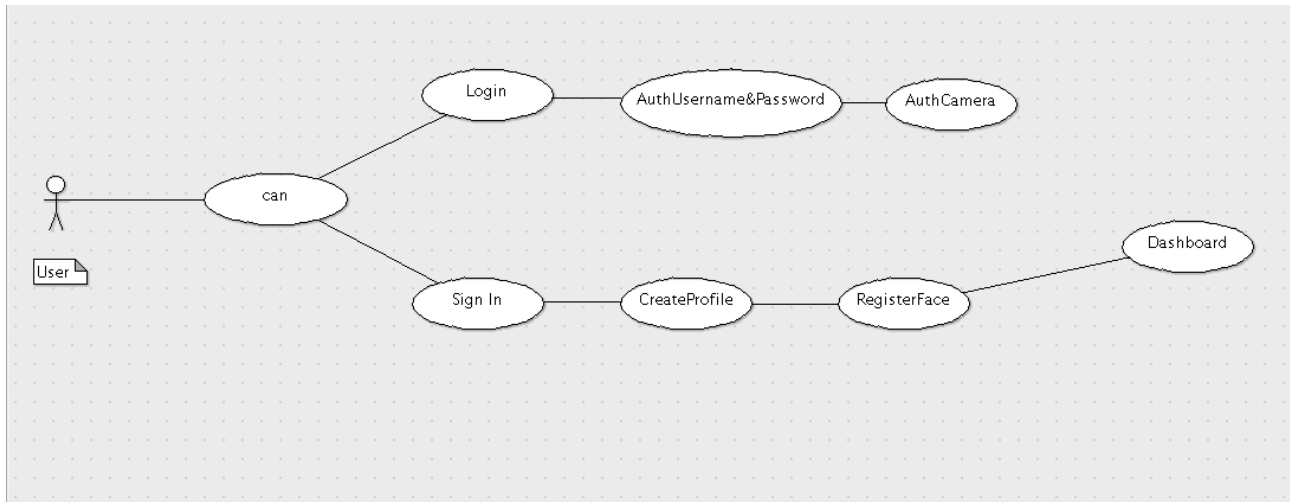 Login
AuthUsername&Password
AuthCamera
can
User
Sign In
CreateProfile
RegisterFace
Dashboard